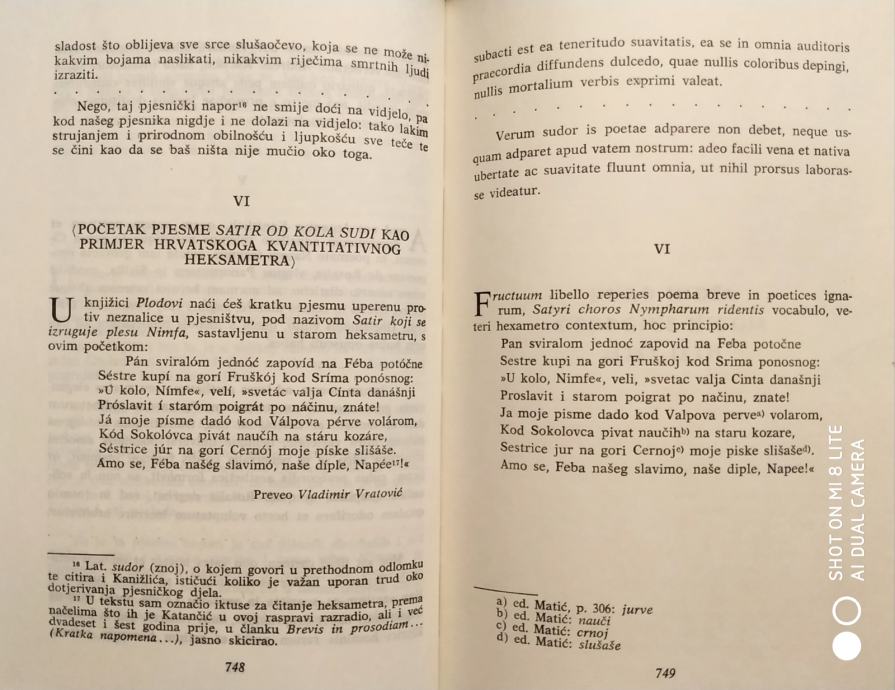 sladost što oblijeva sve srce slušaočevo, koja se ne može ni-
kakvim bojama naslikati, nikakvim riječima smrtnih ljudi
izraziti.
. . . . . . . . . . . . . . . . . .
Nego, taj pjesnički napor¹⁶ ne smije doći na vidjelo, pa
kod našeg pjesnika nigdje i ne dolazi na vidjelo: tako lakim
strujanjem i prirodnom obilnošću i ljupkošću sve teče te
se čini kao da se baš ništa nije mučio oko toga.
VI
(POČETAK PJESME SATIR OD KOLA SUDI KAO
PRIMJER HRVATSKOGA KVANTITATIVNOG
HEKSAMETRA)
U knjižici Plodovi naći ćeš kratku pjesmu uperenu pro-
tiv neznalice u pjesništvu, pod nazivom Satir koji se
izruguje plesu Nimfa, sastavljenu u starom heksametru, s
ovim početkom:
Pán sviralóm jednóć zapovíd na Féba potóčne
Séstre kupí na gorí Fruškój kod Sríma ponósnog:
»U kolo, Nímfe«, velí, »svetác valja Cínta danášnji
Próslavit í staróm poigrát po náčinu, znáte!
Já moje písme dadó kod Válpova pérve volárom,
Kód Sokolóvca pivát naučíh na stáru kozáre,
Séstrice júr na gorí Cernój moje píske slišáše.
Amo se, Féba našég slavimó, naše díple, Napée¹⁷!«
Preveo Vladimir Vratović
¹⁶ Lat. sudor (znoj), o kojem govori u prethodnom odlomku
te citira i Kanižlića, ističući koliko je važan uporan trud oko
dotjerivanja pjesničkog djela.
¹⁷ U tekstu sam označio iktuse za čitanje heksametra, prema
načelima što ih je Katančić u ovoj raspravi razradio, ali i već
dvadeset i šest godina prije, u članku Brevis in prosodiam...
(Kratka napomena...), jasno skicirao.
748
subacti est ea teneritudo suavitatis, ea se in omnia auditoris
praecordia diffundens dulcedo, quae nullis coloribus depingi,
nullis mortalium verbis exprimi valeat.
. . . . . . . . . . . . . . . . . .
Verum sudor is poetae adparere non debet, neque us-
quam adparet apud vatem nostrum: adeo facili vena et nativa
ubertate ac suavitate fluunt omnia, ut nihil prorsus laboras-
se videatur.
VI
Fructuum libello reperies poema breve in poetices igna-
rum, Satyri choros Nympharum ridentis vocabulo, ve-
teri hexametro contextum, hoc principio:
Pan sviralom jednoć zapovid na Feba potočne
Sestre kupi na gori Fruškoj kod Srima ponosnog:
»U kolo, Nimfe«, veli, »svetac valja Cinta današnji
Proslavit i starom poigrat po načinu, znate!
Ja moje pisme dado kod Valpova pervea) volarom,
Kod Sokolovca pivat naučihb) na staru kozare,
Sestrice jur na gori Cernojc) moje piske slišašed).
Amo se, Feba našeg slavimo, naše diple, Napee!«
a) ed. Matić, p. 306: jurve
b) ed. Matić: nauči
c) ed. Matić: crnoj
d) ed. Matić: slušaše
749
SHOT ON MI 8 LITE
AI DUAL CAMERA